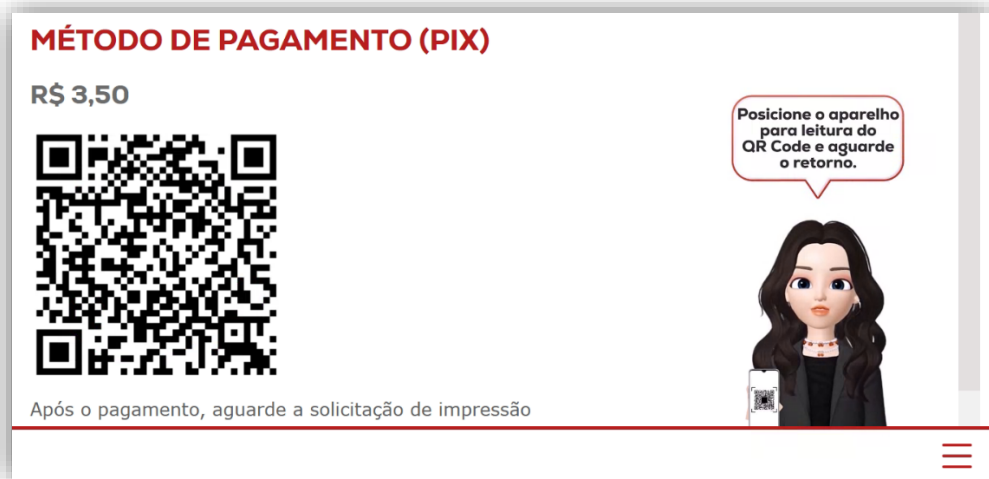 MÉTODO DE PAGAMENTO (PIX)
R$ 3,50
Posicione o aparelho
para leitura do
QR Code e aguarde
o retorno.
Após o pagamento, aguarde a solicitação de impressão